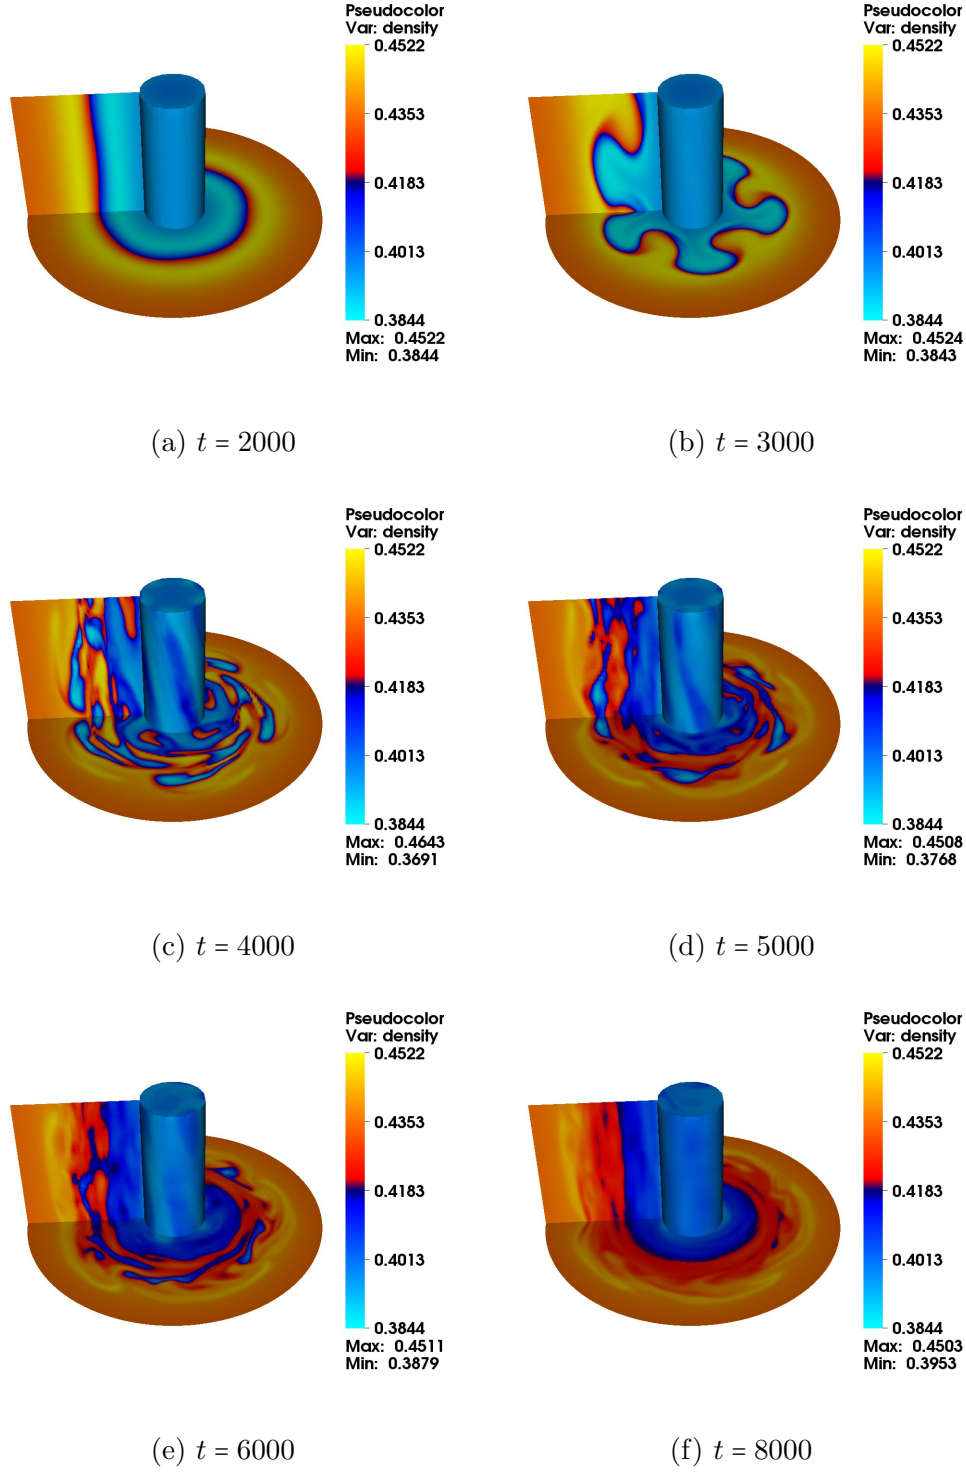 Pseudocolor
Var: density
0.4522
0.4353
0.4183
0.4013
0.3844
Max: 0.4522
Min: 0.3844
(a) t = 2000
Pseudocolor
Var: density
0.4522
0.4353
0.4183
0.4013
0.3844
Max: 0.4524
Min: 0.3843
(b) t = 3000
Pseudocolor
Var: density
0.4522
0.4353
0.4183
0.4013
0.3844
Max: 0.4643
Min: 0.3691
(c) t = 4000
Pseudocolor
Var: density
0.4522
0.4353
0.4183
0.4013
0.3844
Max: 0.4508
Min: 0.3768
(d) t = 5000
Pseudocolor
Var: density
0.4522
0.4353
0.4183
0.4013
0.3844
Max: 0.4511
Min: 0.3879
(e) t = 6000
Pseudocolor
Var: density
0.4522
0.4353
0.4183
0.4013
0.3844
Max: 0.4503
Min: 0.3953
(f) t = 8000